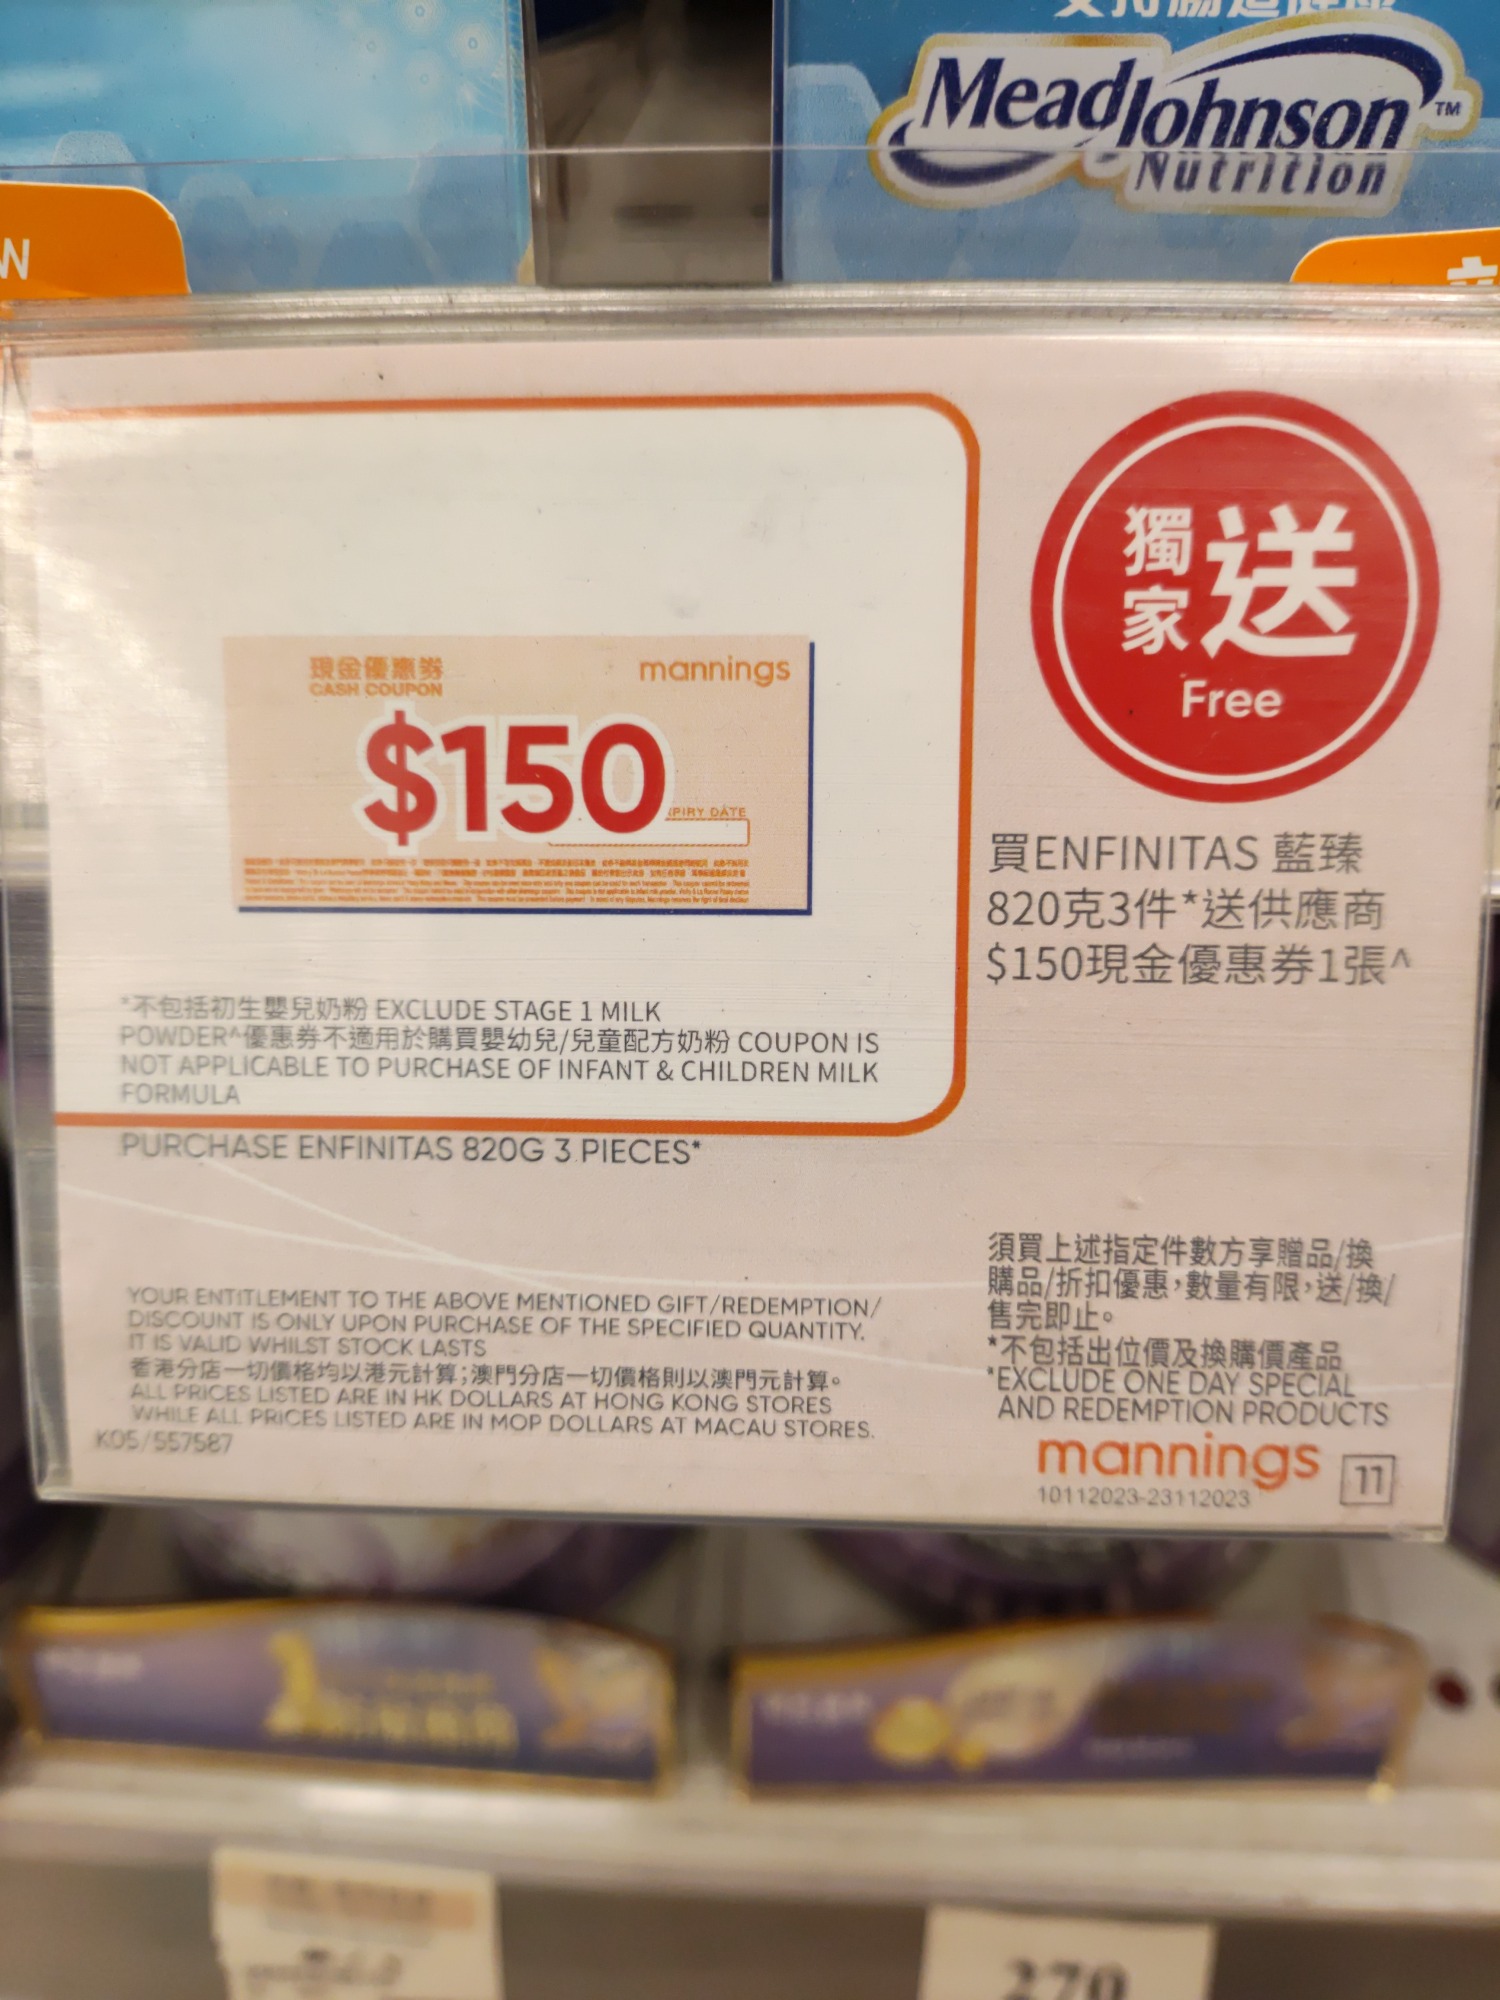 MeadJohnson™
Nutrition
獨家送
Free
現金優惠券
CASH COUPON
mannings
$150
PIRY DATE
買ENFINITAS 藍臻
820克3件*送供應商
$150現金優惠券1張^
*不包括初生嬰兒奶粉 EXCLUDE STAGE 1 MILK
POWDER^優惠券不適用於購買嬰幼兒/兒童配方奶粉 COUPON IS
NOT APPLICABLE TO PURCHASE OF INFANT & CHILDREN MILK
FORMULA
PURCHASE ENFINITAS 820G 3 PIECES*
YOUR ENTITLEMENT TO THE ABOVE MENTIONED GIFT/REDEMPTION/
DISCOUNT IS ONLY UPON PURCHASE OF THE SPECIFIED QUANTITY.
IT IS VALID WHILST STOCK LASTS
香港分店一切價格均以港元計算;澳門分店一切價格則以澳門元計算。
ALL PRICES LISTED ARE IN HK DOLLARS AT HONG KONG STORES
WHILE ALL PRICES LISTED ARE IN MOP DOLLARS AT MACAU STORES.
K05/557587
須買上述指定件數方享贈品/換
購品/折扣優惠,數量有限,送/換/
售完即止。
*不包括出位價及換購價產品
*EXCLUDE ONE DAY SPECIAL
AND REDEMPTION PRODUCTS
mannings 11
10112023-23112023
270